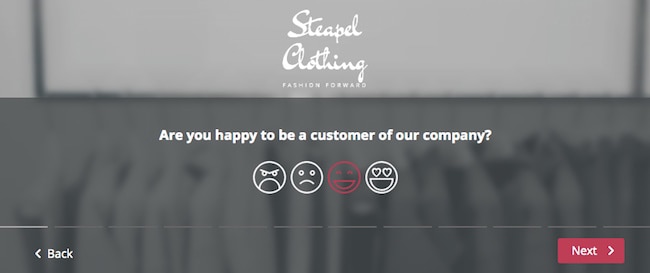 Steapel
Clothing
FASHION FORWARD
Are you happy to be a customer of our company?
Back
Next